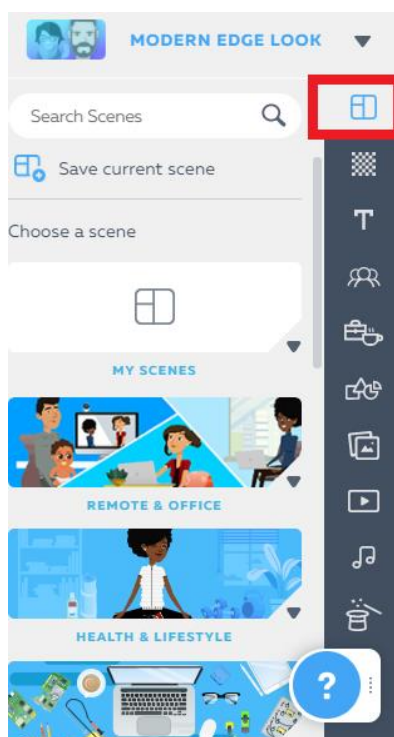 MODERN EDGE LOOK
Search Scenes
Save current scene
Choose a scene
T
MY SCENES
REMOTE & OFFICE
HEALTH & LIFESTYLE
?